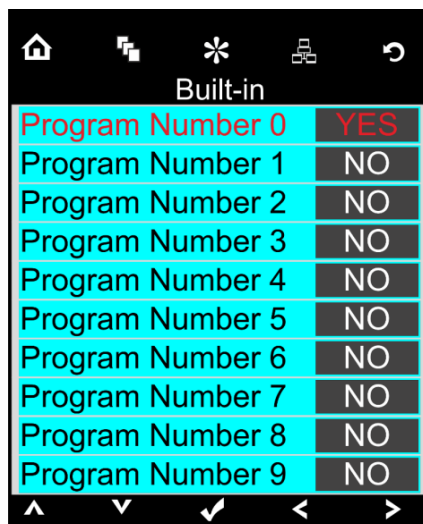 Built-in
Program Number 0 YES
Program Number 1 NO
Program Number 2 NO
Program Number 3 NO
Program Number 4 NO
Program Number 5 NO
Program Number 6 NO
Program Number 7 NO
Program Number 8 NO
Program Number 9 NO